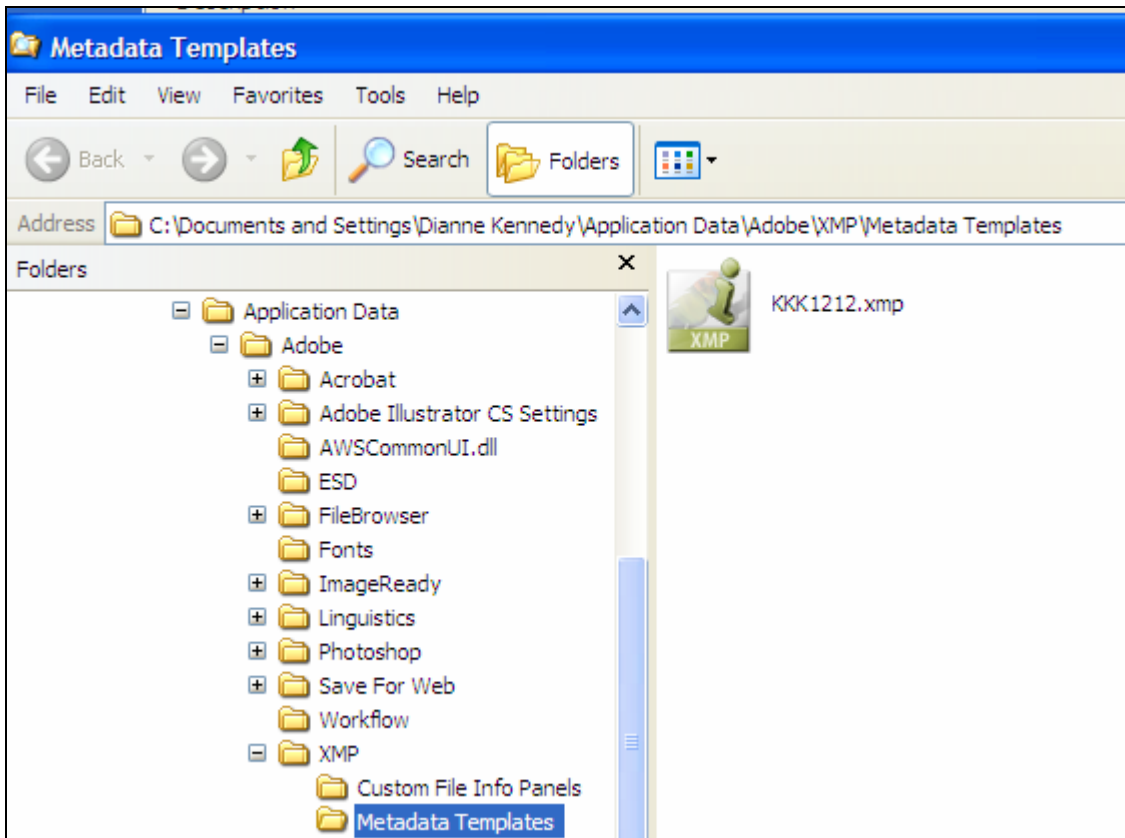 Metadata Templates
File Edit View Favorites Tools Help
Back Search Folders
Address C:\Documents and Settings\Dianne Kennedy\Application Data\Adobe\XMP\Metadata Templates
Folders
Application Data
Adobe
Acrobat
Adobe Illustrator CS Settings
AWSCommonUI.dll
ESD
FileBrowser
Fonts
ImageReady
Linguistics
Photoshop
Save For Web
Workflow
XMP
Custom File Info Panels
Metadata Templates
XMP
KKK1212.xmp